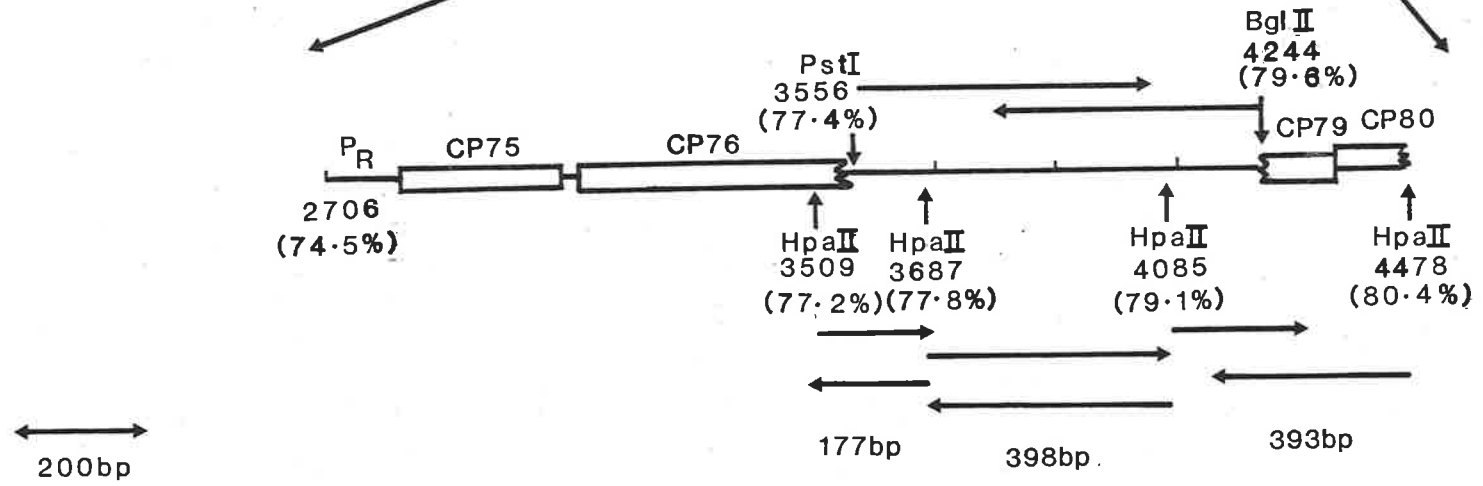 BglII
4244
(79·6%)
PstI
3556
(77·4%)
PR CP75 CP76 CP79 CP80
2706
(74·5%)
HpaII HpaII HpaII HpaII
3509 3687 4085 4478
(77·2%) (77·8%) (79·1%) (80·4%)
177bp 398bp. 393bp
200bp